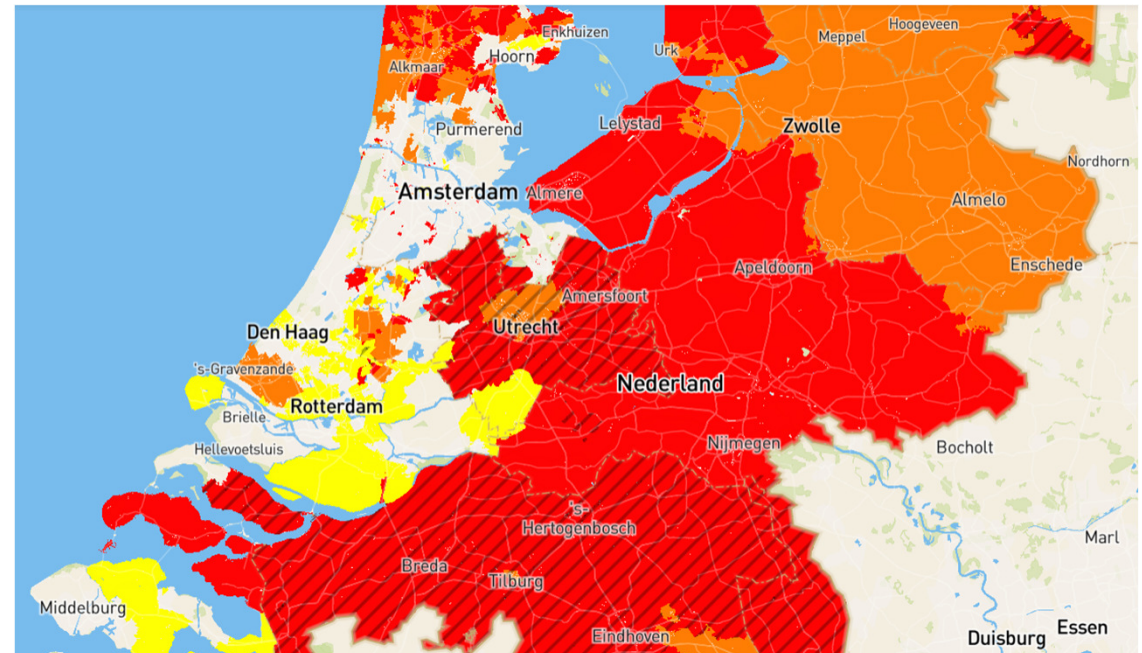 Enkhuizen
Hoogeveen
Meppel
Urk
Hoorn
Alkmaar
Lelystad
Zwolle
Purmerend
Nordhorn
Amsterdam
Almere
Almelo
Enschede
Apeldoorn
Amersfoort
Utrecht
Den Haag
's-Gravenzande
Nederland
Rotterdam
Brielle
Nijmegen
Bocholt
Hellevoetsluis
's-
Hertogenbosch
Marl
Breda
Tilburg
Middelburg
Essen
Eindhoven
Duisburg